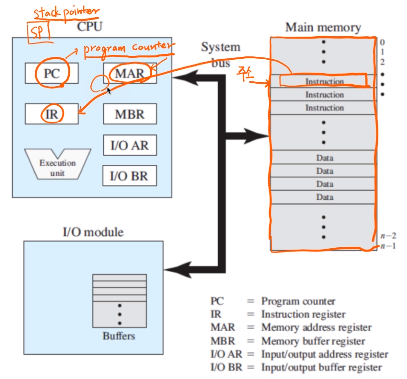 stack pointer
SP
CPU
program counter
PC
MAR
IR
MBR
Execution
unit
I/O AR
I/O BR
System
bus
Main memory
0
1
2
주소
Instruction
Instruction
Instruction
Data
Data
Data
Data
n−2
n−1
I/O module
Buffers
PC = Program counter
IR = Instruction register
MAR = Memory address register
MBR = Memory buffer register
I/O AR = Input/output address register
I/O BR = Input/output buffer register